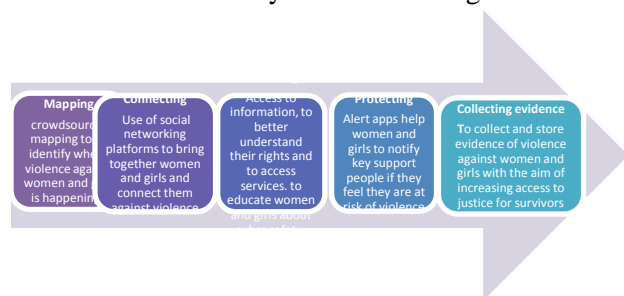 Mapping
crowdsourc
mapping too
identify whe
violence agai
women and
is happenin
Connecting
Use of social
networking
platforms to bring
together women
and girls and
connect them
against violence
Access to
information, to
better
understand
their rights and
to access
services. to
educate women
and girls about
Protecting
Alert apps help
women and
girls to notify
key support
people if they
feel they are at
risk of violence
Collecting evidence
To collect and store
evidence of violence
against women and
girls with the aim of
increasing access to
justice for survivors